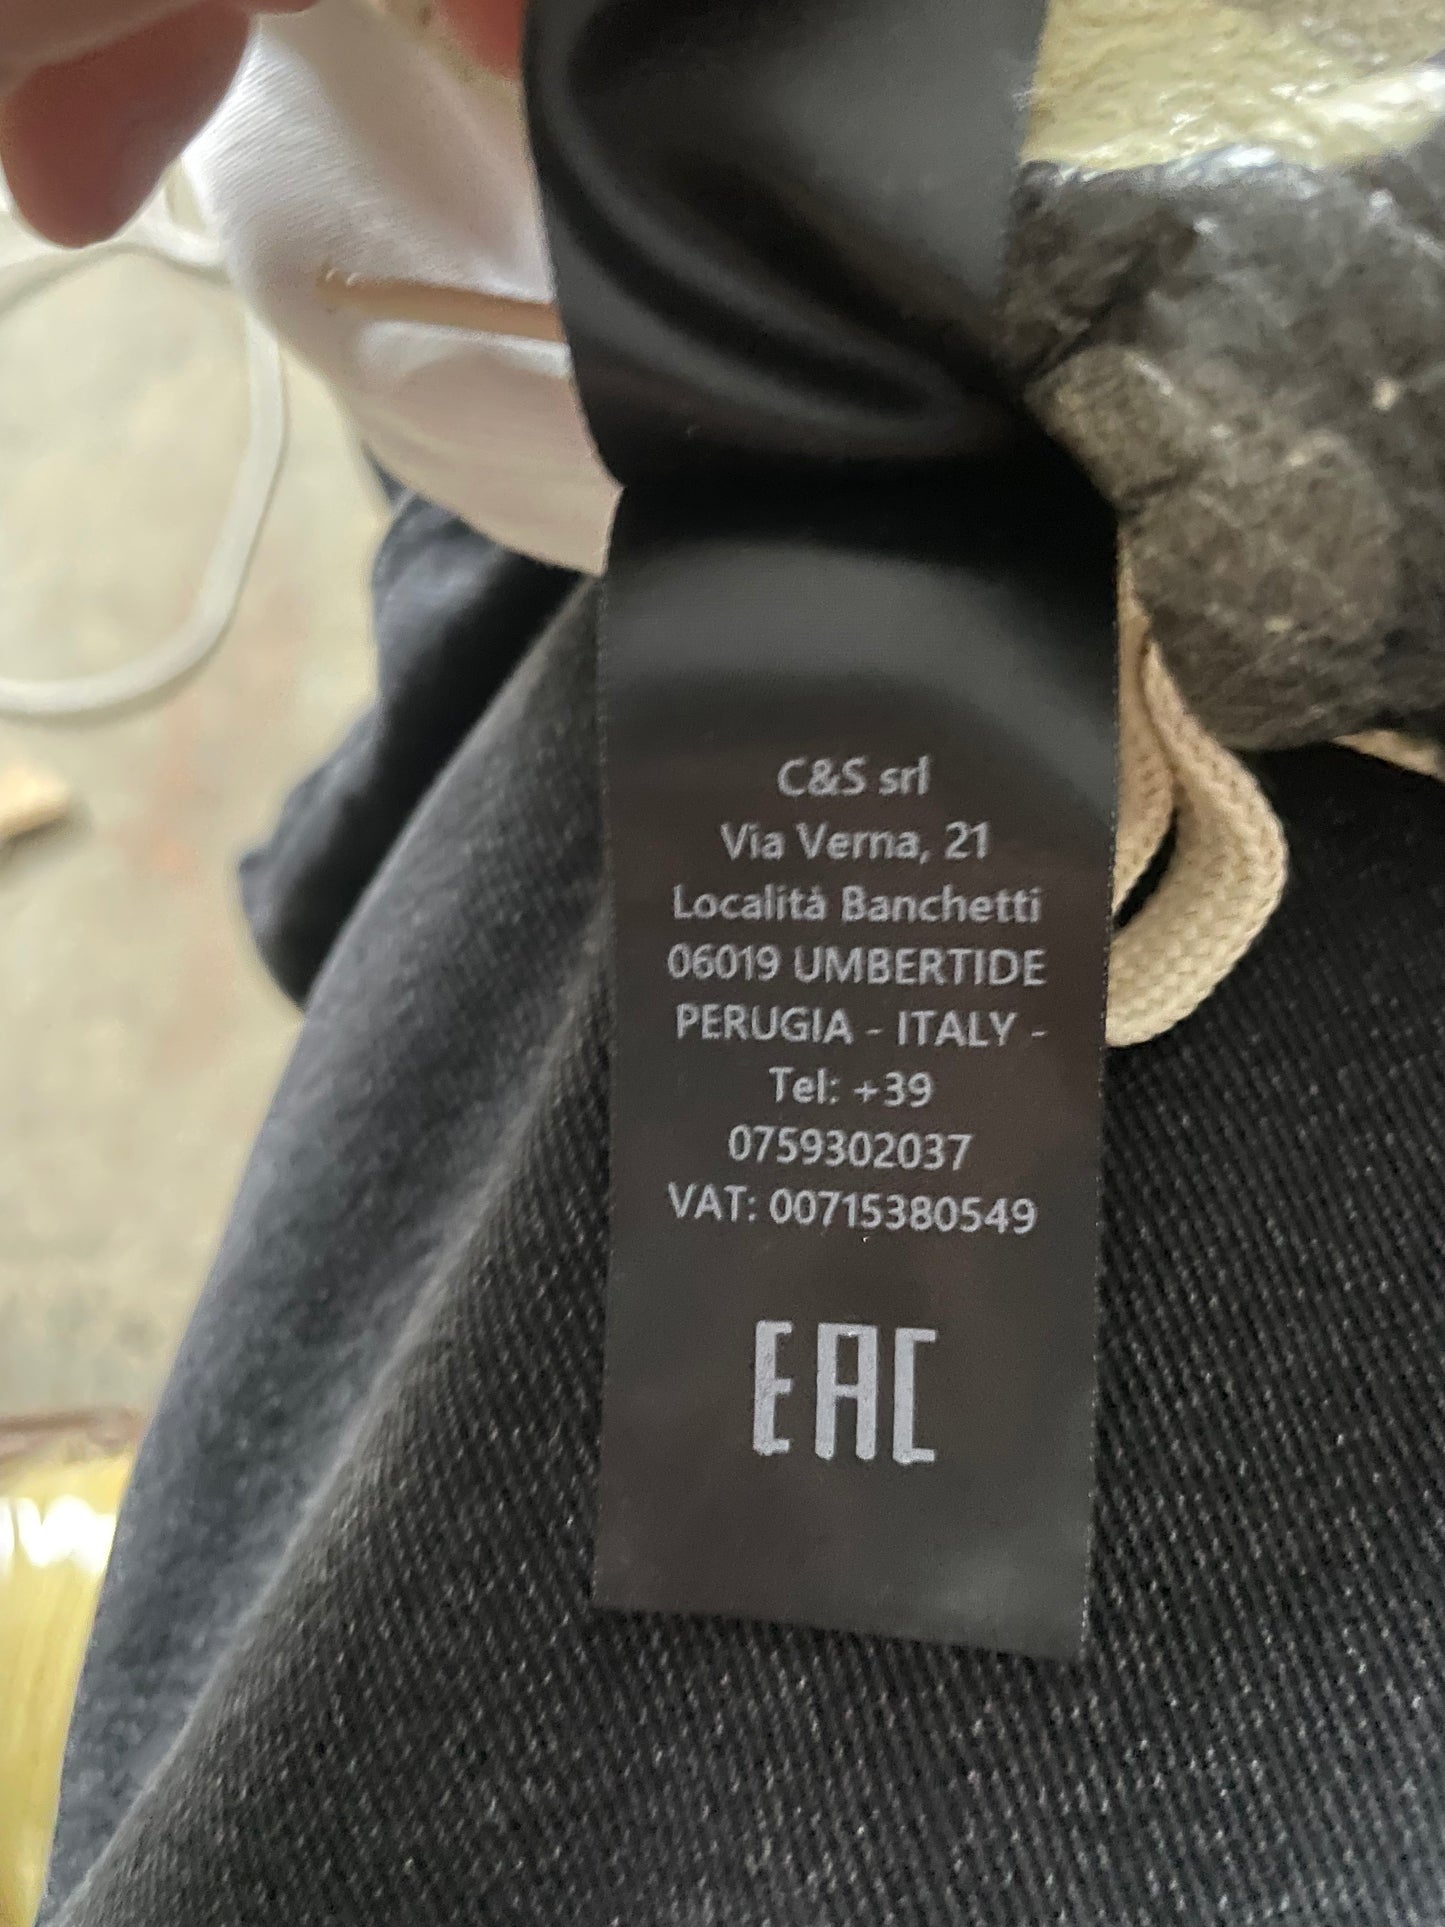 C&S srl
Via Verna, 21
Località Banchetti
06019 UMBERTIDE
PERUGIA - ITALY -
Tel: +39
0759302037
VAT: 00715380549
EAC